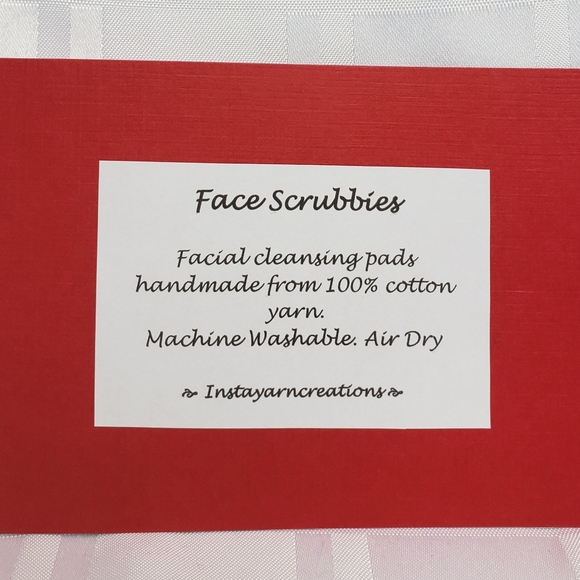 Face Scrubbies
Facial cleansing pads
handmade from 100% cotton
yarn.
Machine Washable. Air Dry
Instayarncreations